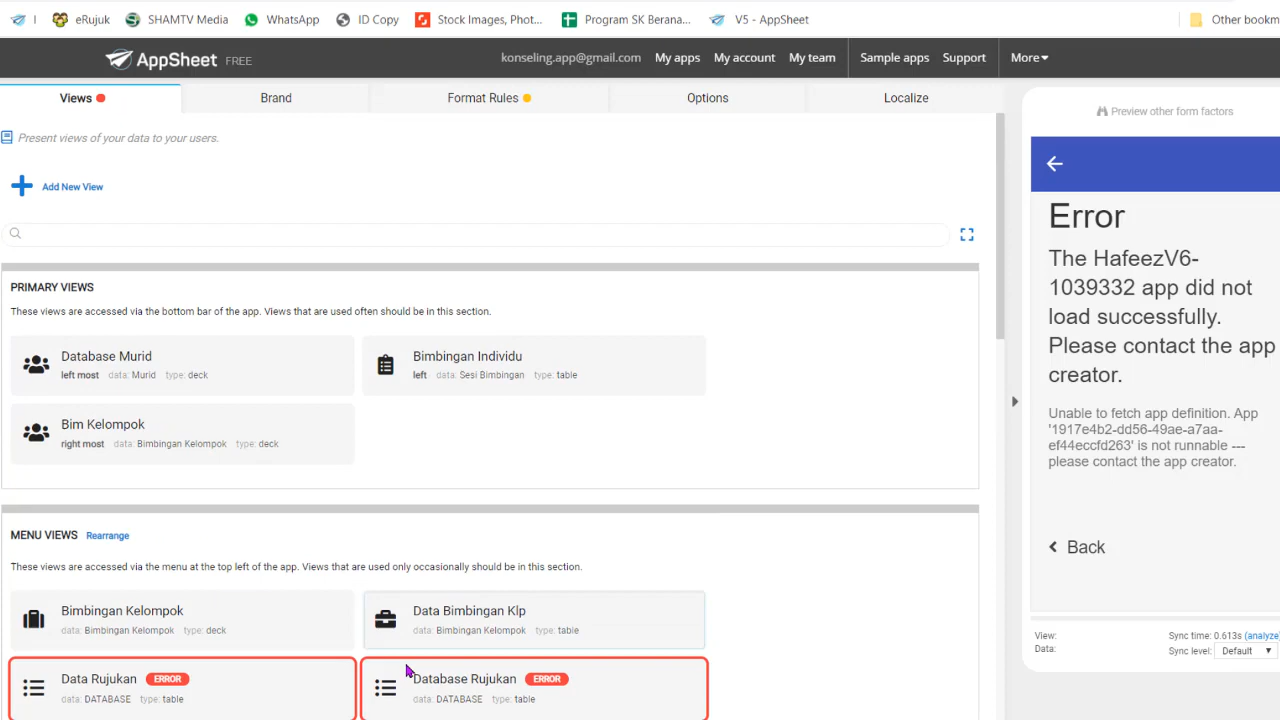 I eRujuk SHAMTV Media WhatsApp ID Copy Stock Images, Phot... Program SK Berana... V5 - AppSheet Other bookm
AppSheet FREE konseling.app@gmail.com My apps My account My team Sample apps Support More
Views Brand Format Rules Options Localize
Present views of your data to your users.
Add New View
PRIMARY VIEWS
These views are accessed via the bottom bar of the app. Views that are used often should be in this section.
Database Murid
left most data: Murid type: deck
Bimbingan Individu
left data: Sesi Bimbingan type: table
Bim Kelompok
right most data: Bimbingan Kelompok type: deck
MENU VIEWS Rearrange
These views are accessed via the menu at the top left of the app. Views that are used only occasionally should be in this section.
Bimbingan Kelompok
data: Bimbingan Kelompok type: deck
Data Bimbingan Klp
data: Bimbingan Kelompok type: table
Data Rujukan ERROR
data: DATABASE type: table
Database Rujukan ERROR
data: DATABASE type: table
Preview other form factors
Error
The HafeezV6-
1039332 app did not
load successfully.
Please contact the app
creator.
Unable to fetch app definition. App
'1917e4b2-dd56-49ae-a7aa-
ef44eccfd263' is not runnable ---
please contact the app creator.
Back
View:
Data:
Sync time: 0.613s (analyze)
Sync level: Default